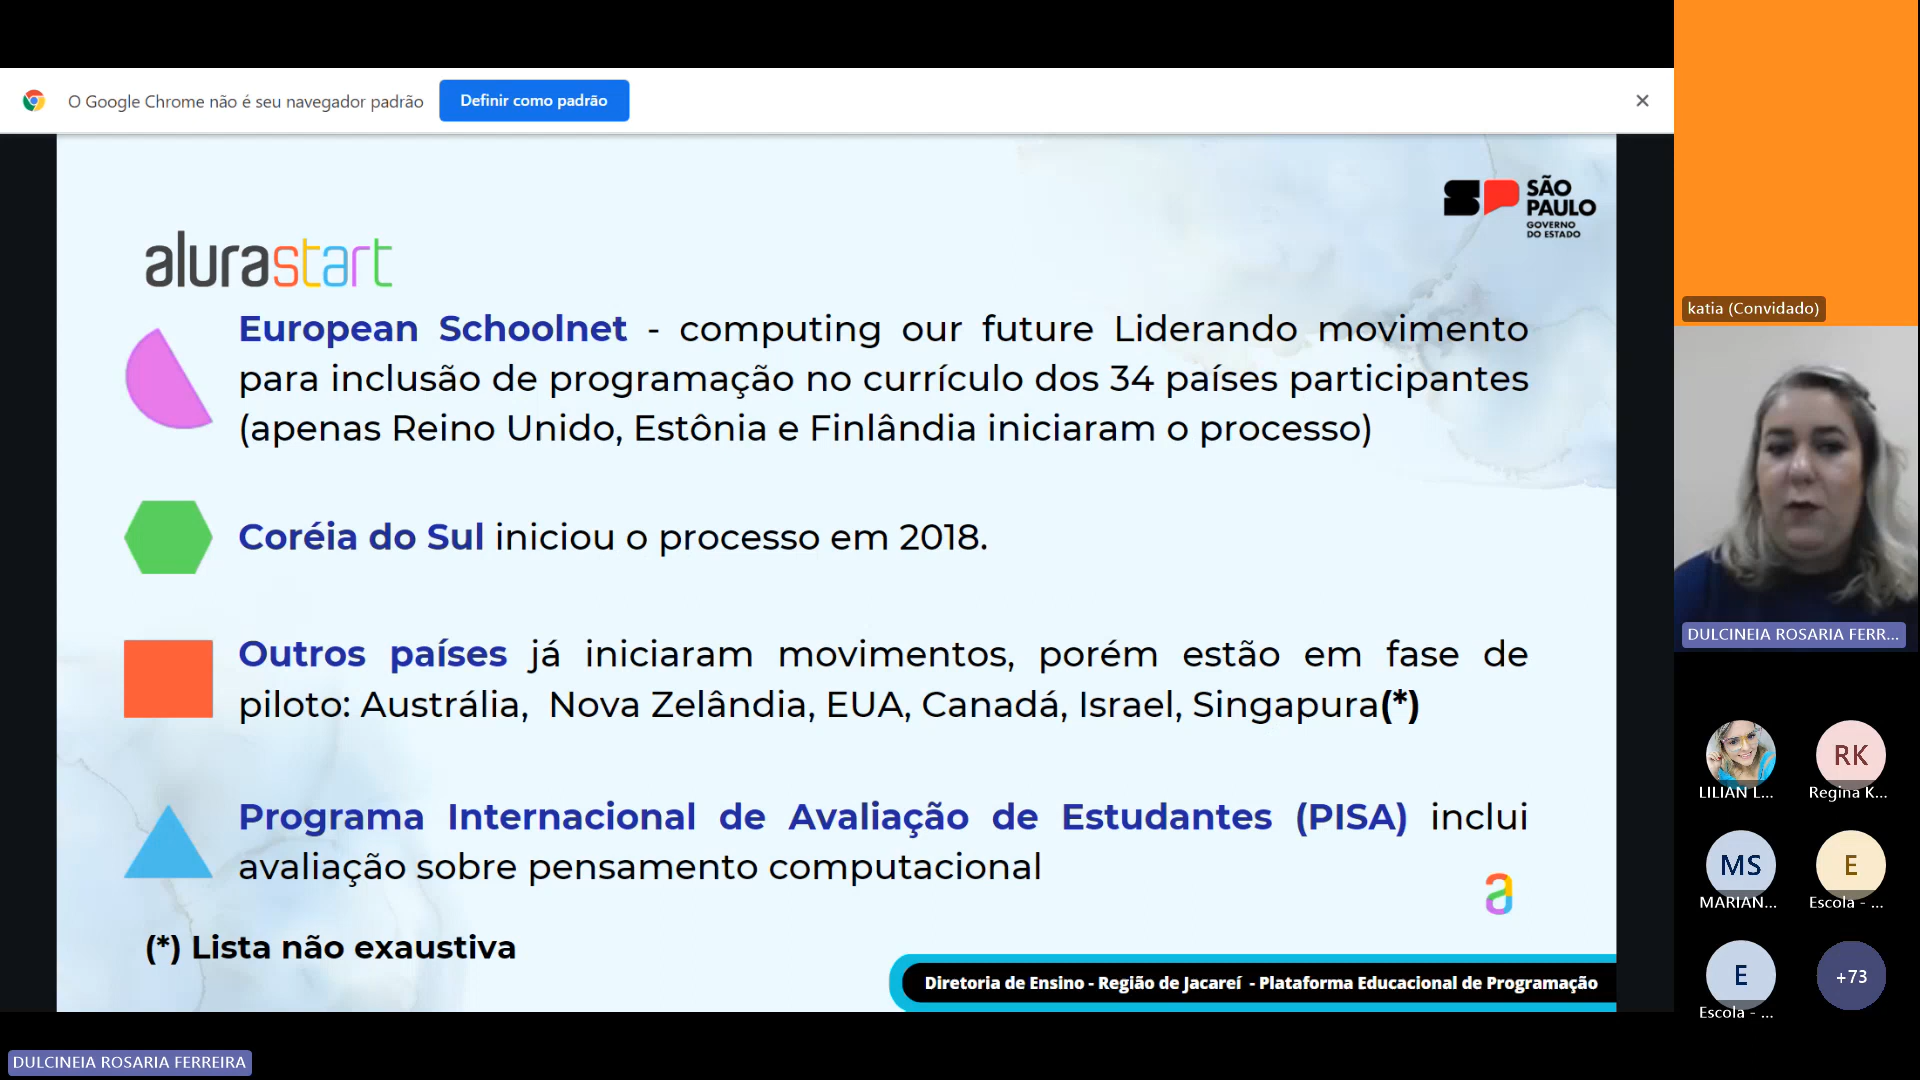 O Google Chrome não é seu navegador padrão
Definir como padrão
SÃO
PAULO
GOVERNO
DO ESTADO
alurastart
European Schoolnet - computing our future Liderando movimento
para inclusão de programação no currículo dos 34 países participantes
(apenas Reino Unido, Estônia e Finlândia iniciaram o processo)
Coréia do Sul iniciou o processo em 2018.
Outros países já iniciaram movimentos, porém estão em fase de
piloto: Austrália, Nova Zelândia, EUA, Canadá, Israel, Singapura(*)
Programa Internacional de Avaliação de Estudantes (PISA) inclui
avaliação sobre pensamento computacional
a
(*) Lista não exaustiva
Diretoria de Ensino - Região de Jacareí - Plataforma Educacional de Programação
DULCINEIA ROSARIA FERREIRA
katia (Convidado)
DULCINEIA ROSARIA FERR...
LILIAN L...
RK
Regina K...
MS
MARIAN...
E
Escola - ...
E
Escola - ...
+73